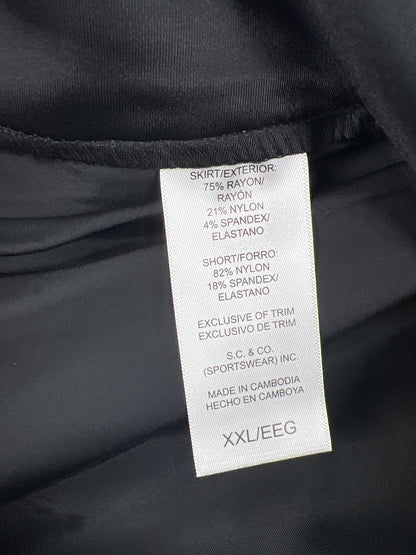 SKIRT/EXTERIOR:
75% RAYON/
RAYÓN
21% NYLON
4% SPANDEX/
ELASTANO
SHORT/FORRO:
82% NYLON
18% SPANDEX/
ELASTANO
EXCLUSIVE OF TRIM
EXCLUSIVO DE TRIM
S.C. & CO.
(SPORTSWEAR) INC.
MADE IN CAMBODIA
HECHO EN CAMBOYA
XXL/EEG